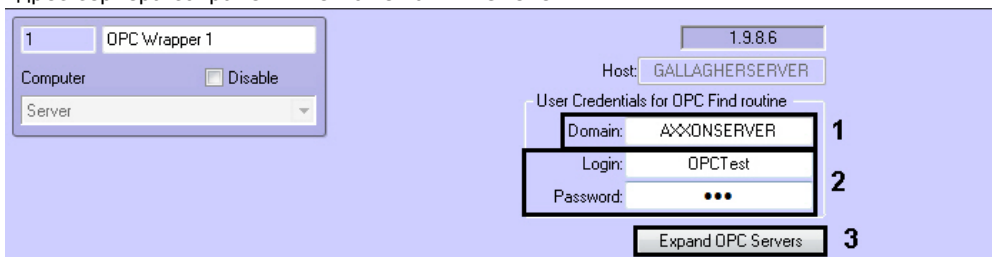 1 OPC Wrapper 1
Computer Disable
Server
1.9.8.6
Host: GALLAGHERSERVER
User Credentials for OPC Find routine
Domain: AXXONSERVER 1
Login: OPCTest
Password: ●●● 2
Expand OPC Servers 3